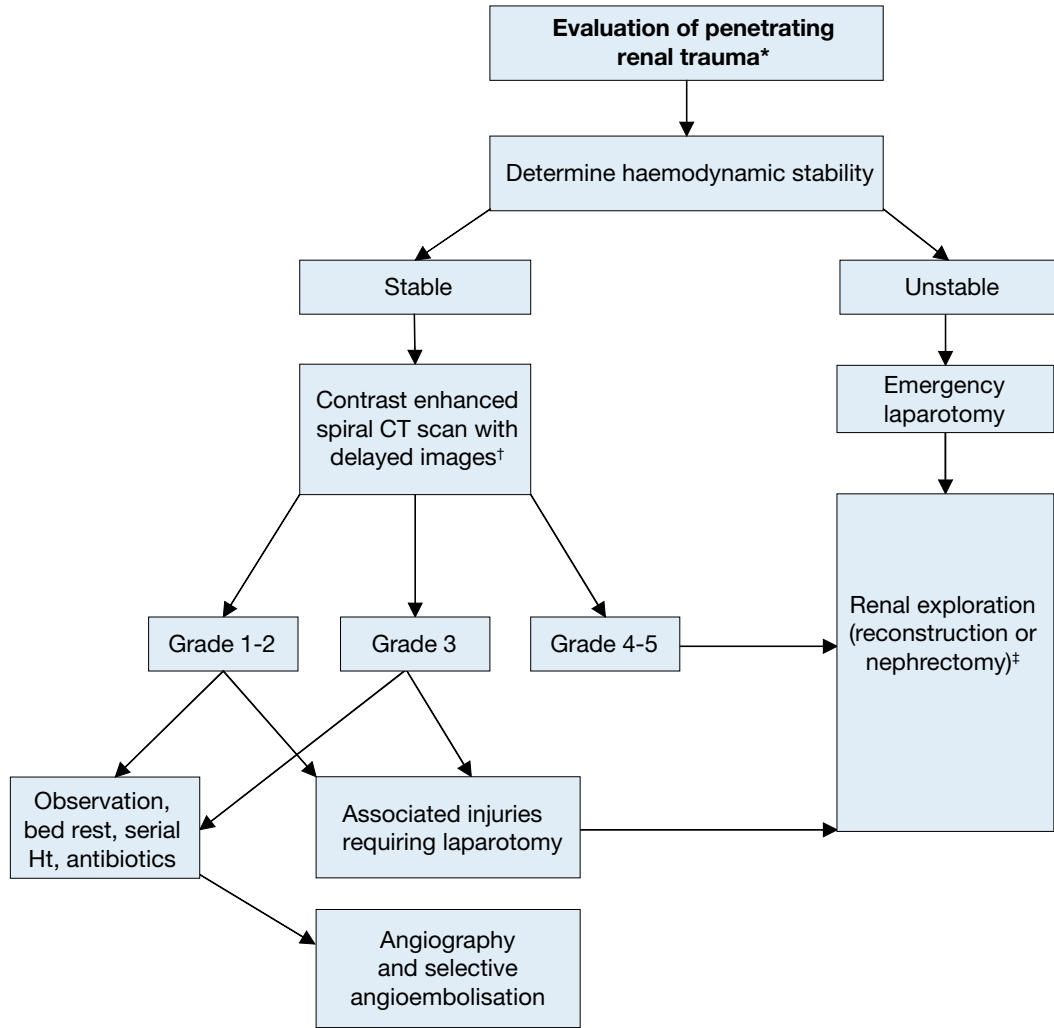 Evaluation of penetrating
renal trauma*
Determine haemodynamic stability
Stable
Unstable
Contrast enhanced
spiral CT scan with
delayed images†
Emergency
laparotomy
Grade 1-2
Grade 3
Grade 4-5
Renal exploration
(reconstruction or
nephrectomy)‡
Observation,
bed rest, serial
Ht, antibiotics
Associated injuries
requiring laparotomy
Angiography
and selective
angioembolisation